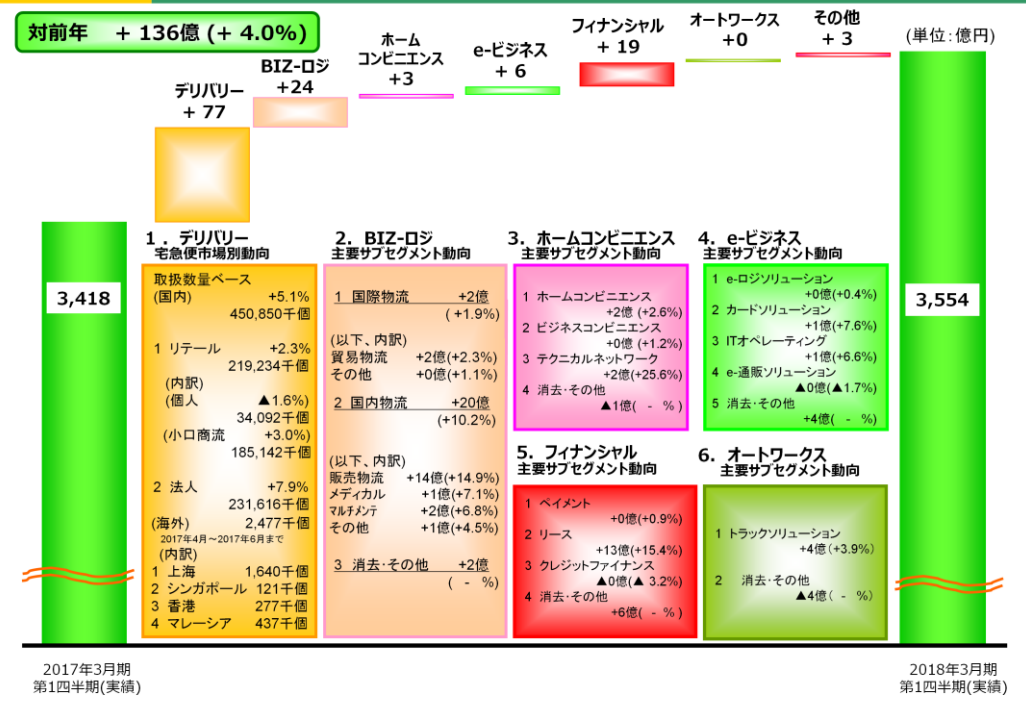 対前年　+ 136億 (+ 4.0%)
(単位：億円)
デリバリー
+ 77
BIZ-ロジ
+24
ホーム
コンビニエンス
+3
e-ビジネス
+ 6
フィナンシャル
+ 19
オートワークス
+0
その他
+ 3
3,418
3,554
1．デリバリー
宅急便市場別動向
取扱数量ベース
(国内) +5.1%
450,850千個
1 リテール +2.3%
219,234千個
(内訳)
(個人 ▲1.6%)
34,092千個
(小口商流 +3.0%)
185,142千個
2 法人 +7.9%
231,616千個
(海外) 2,477千個
2017年4月～2017年6月まで
(内訳)
1 上海 1,640千個
2 シンガポール 121千個
3 香港 277千個
4 マレーシア 437千個
2．BIZ-ロジ
主要サブセグメント動向
1 国際物流 +2億
(+1.9%)
(以下、内訳)
貿易物流 +2億(+2.3%)
その他 +0億(+1.1%)
2 国内物流 +20億
(+10.2%)
(以下、内訳)
販売物流 +14億(+14.9%)
メディカル +1億(+7.1%)
マルチメンテ +2億(+6.8%)
その他 +1億(+4.5%)
3 消去・その他 +2億
( - %)
3．ホームコンビニエンス
主要サブセグメント動向
1 ホームコンビニエンス
+2億 (+2.6%)
2 ビジネスコンビニエンス
+0億 (+1.2%)
3 テクニカルネットワーク
+2億(+25.6%)
4 消去・その他
▲1億( - %)
4．e-ビジネス
主要サブセグメント動向
1 e-ロジソリューション
+0億(+0.4%)
2 カードソリューション
+1億(+7.6%)
3 ITオペレーティング
+1億(+6.6%)
4 e-通販ソリューション
▲0億(▲1.7%)
5 消去・その他
+4億( - %)
5．フィナンシャル
主要サブセグメント動向
1 ペイメント
+0億(+0.9%)
2 リース
+13億(+15.4%)
3 クレジットファイナンス
▲0億(▲ 3.2%)
4 消去・その他
+6億( - %)
6．オートワークス
主要サブセグメント動向
1 トラックソリューション
+4億(+3.9%)
2 消去・その他
▲4億( - %)
2017年3月期
第1四半期(実績)
2018年3月期
第1四半期(実績)